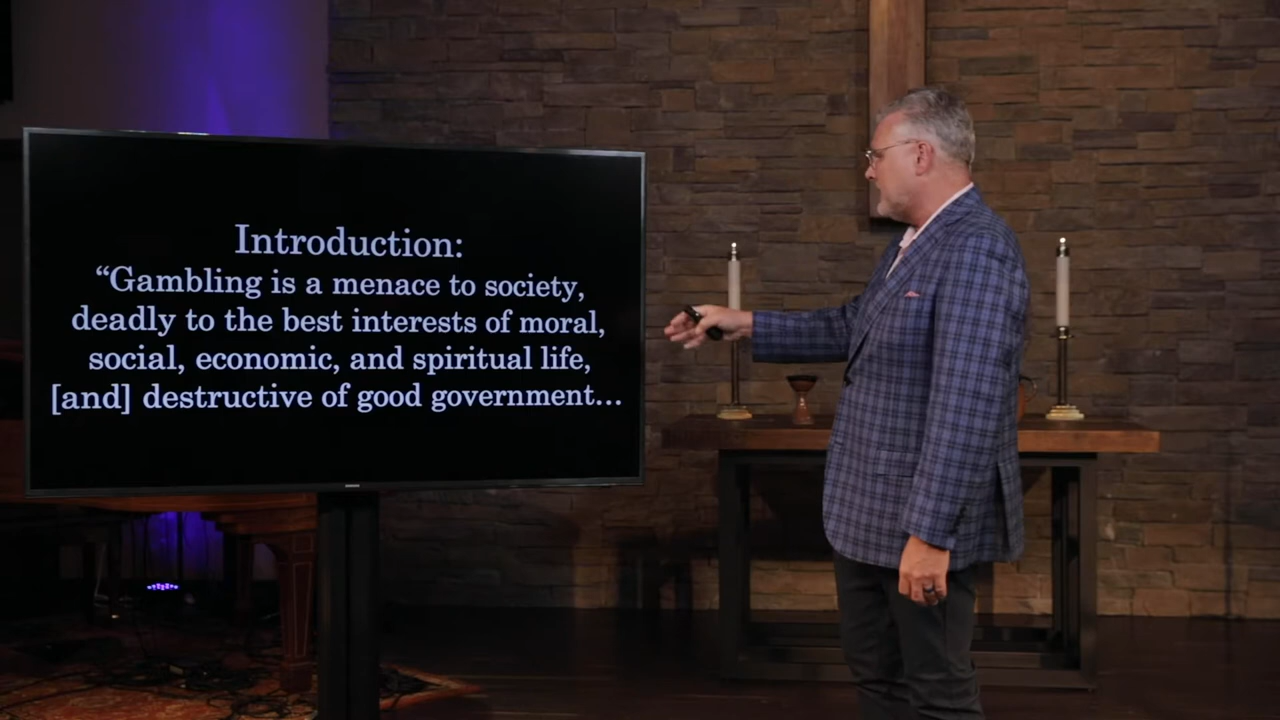 Introduction:
“Gambling is a menace to society,
deadly to the best interests of moral,
social, economic, and spiritual life,
[and] destructive of good government...
SAMSUNG